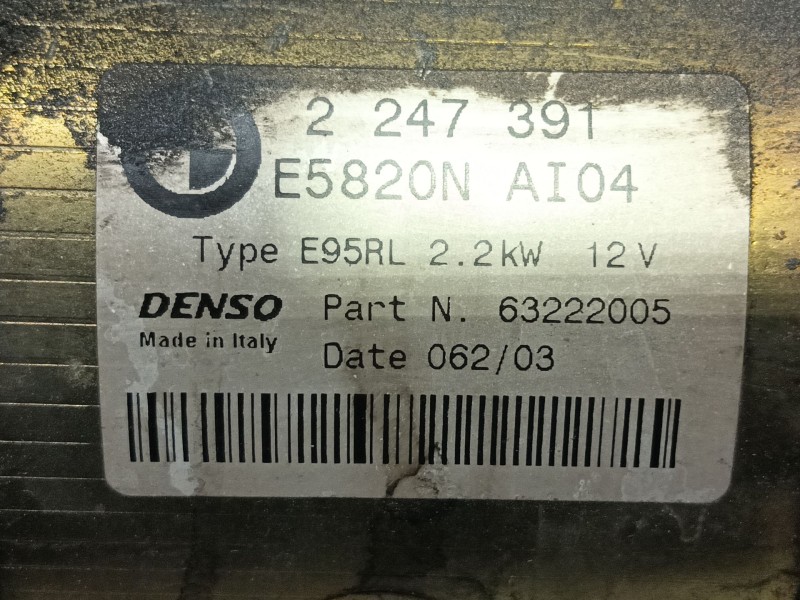 2 247 391
E5820N AI04
Type E95RL 2.2kW 12V
DENSO Part N. 63222005
Made in Italy
Date 062/03